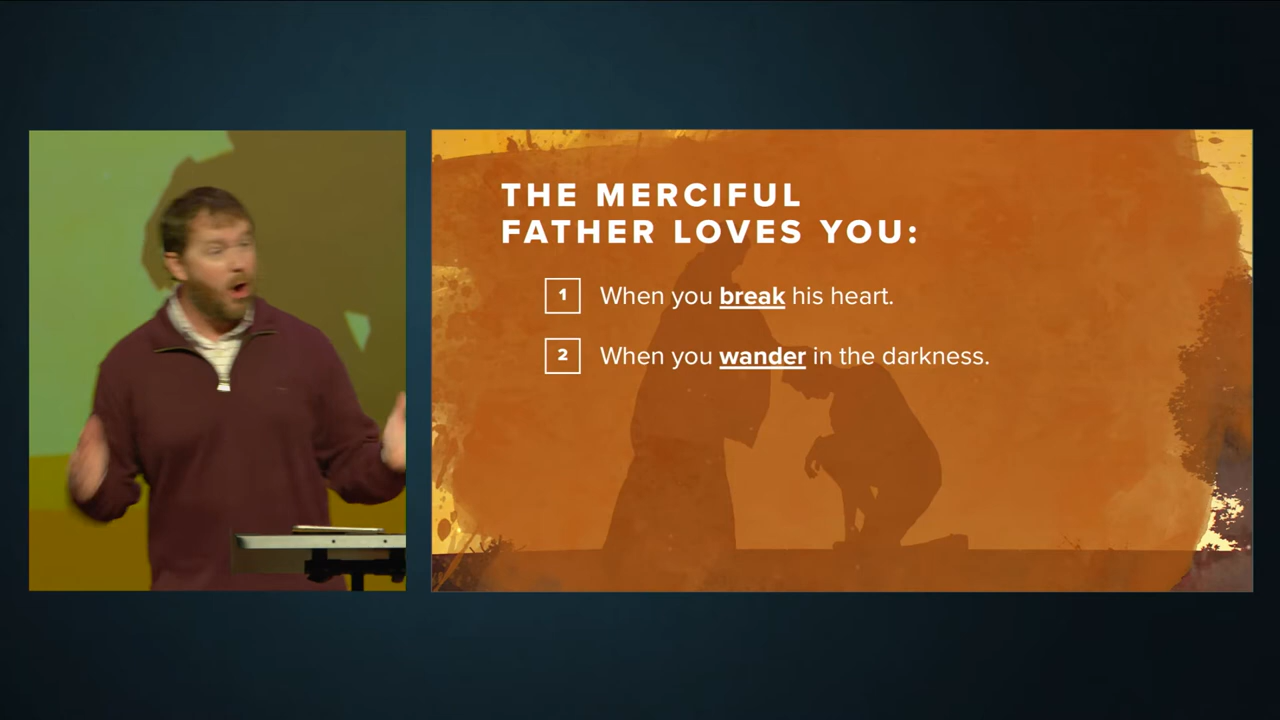 THE MERCIFUL
FATHER LOVES YOU:
1 When you break his heart.
2 When you wander in the darkness.